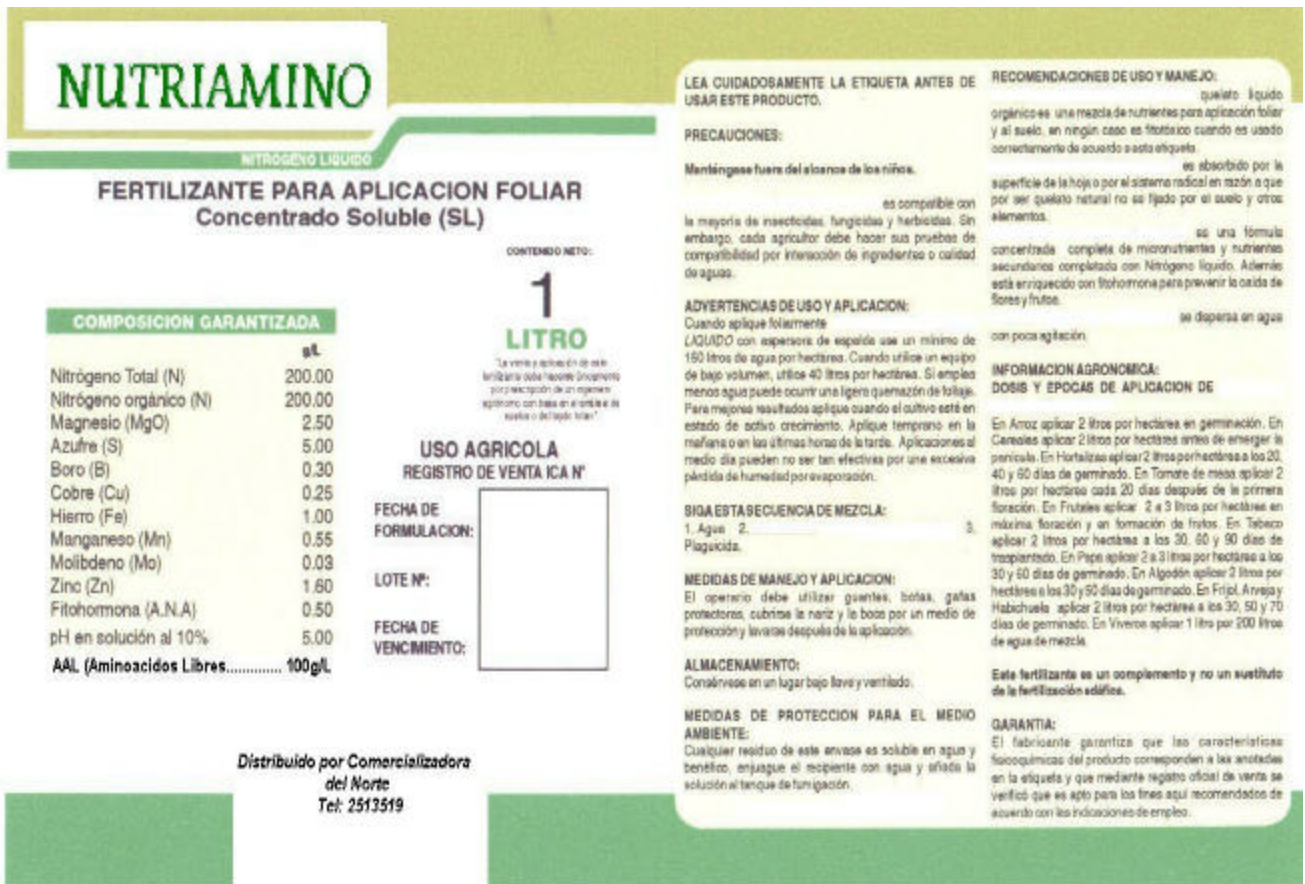 NUTRIAMINO
NITROGENO LIQUIDO
FERTILIZANTE PARA APLICACION FOLIAR
Concentrado Soluble (SL)
CONTENIDO NETO:
1
LITRO
"La venta y aplicación de este
fertilizante debe hacerse únicamente
por prescripción de un ingeniero
agrónomo con base en el análisis de
suelos o del tejido foliar".
COMPOSICION GARANTIZADA
g/L
Nitrógeno Total (N) 200.00
Nitrógeno orgánico (N) 200.00
Magnesio (MgO) 2.50
Azufre (S) 5.00
Boro (B) 0.30
Cobre (Cu) 0.25
Hierro (Fe) 1.00
Manganeso (Mn) 0.55
Molibdeno (Mo) 0.03
Zinc (Zn) 1.60
Fitohormona (A.N.A) 0.50
pH en solución al 10% 5.00
AAL (Aminoacidos Libres............. 100g/L
USO AGRICOLA
REGISTRO DE VENTA ICA Nº
FECHA DE
FORMULACION:
LOTE Nº:
FECHA DE
VENCIMIENTO:
Distribuido por Comercializadora
del Norte
Tel: 2513519
LEA CUIDADOSAMENTE LA ETIQUETA ANTES DE
USAR ESTE PRODUCTO.
PRECAUCIONES:
Manténgase fuera del alcance de los niños.
es compatible con
la mayoría de insecticidas, fungicidas y herbicidas. Sin
embargo, cada agricultor debe hacer sus pruebas de
compatibilidad por interacción de ingredientes o calidad
de aguas.
ADVERTENCIAS DE USO Y APLICACION:
Cuando aplique foliarmente
LIQUIDO con aspersora de espalda use un mínimo de
160 litros de agua por hectárea. Cuando utilice un equipo
de bajo volumen, utilice 40 litros por hectárea. Si emplea
menos agua puede ocurrir una ligera quemazón de follaje.
Para mejores resultados aplique cuando el cultivo esté en
estado de activo crecimiento. Aplique temprano en la
mañana o en las últimas horas de la tarde. Aplicaciones al
medio día pueden no ser tan efectivas por una excesiva
pérdida de humedad por evaporación.
SIGA ESTA SECUENCIA DE MEZCLA:
1. Agua 2. 3.
Plaguicida.
MEDIDAS DE MANEJO Y APLICACION:
El operario debe utilizar guantes, botas, gafas
protectoras, cubrirse la nariz y la boca por un medio de
protección y lavarse después de la aplicación.
ALMACENAMIENTO:
Consérvese en un lugar bajo llave y ventilado.
MEDIDAS DE PROTECCION PARA EL MEDIO
AMBIENTE:
Cualquier residuo de este envase es soluble en agua y
benéfico, enjuague el recipiente con agua y añada la
solución al tanque de fumigación.
RECOMENDACIONES DE USO Y MANEJO:
quelato líquido
orgánico es una mezcla de nutrientes para aplicación foliar
y al suelo, en ningún caso es fitotóxico cuando es usado
correctamente de acuerdo a esta etiqueta.
es absorbido por la
superficie de la hoja o por el sistema radical en razón a que
por ser quelato natural no es fijado por el suelo y otros
elementos.
es una fórmula
concentrada completa de micronutrientes y nutrientes
secundarios completada con Nitrógeno líquido. Además
está enriquecido con fitohormona para prevenir la caída de
flores y frutos.
se dispersa en agua
con poca agitación.
INFORMACION AGRONOMICA:
DOSIS Y EPOCAS DE APLICACION DE
En Arroz aplicar 2 litros por hectárea en germinación. En
Cereales aplicar 2 litros por hectárea antes de emerger la
panícula. En Hortalizas aplicar 2 litros por hectárea a los 20,
40 y 60 días de germinado. En Tomate de mesa aplicar 2
litros por hectárea cada 20 días después de la primera
floración. En Frutales aplicar 2 a 3 litros por hectárea en
máxima floración y en formación de frutos. En Tabaco
aplicar 2 litros por hectárea a los 30, 60 y 90 días de
trasplantado. En Papa aplicar 2 a 3 litros por hectárea a los
30 y 60 días de germinado. En Algodón aplicar 2 litros por
hectárea a los 30 y 50 días de germinado. En Fríjol, Arveja y
Habichuela aplicar 2 litros por hectárea a los 30, 50 y 70
días de germinado. En Viveros aplicar 1 litro por 200 litros
de agua de mezcla.
Este fertilizante es un complemento y no un sustituto
de la fertilización edáfica.
GARANTIA:
El fabricante garantiza que las características
fisicoquímicas del producto corresponden a las anotadas
en la etiqueta y que mediante registro oficial de venta se
verificó que es apto para los fines aquí recomendados de
acuerdo con las indicaciones de empleo.